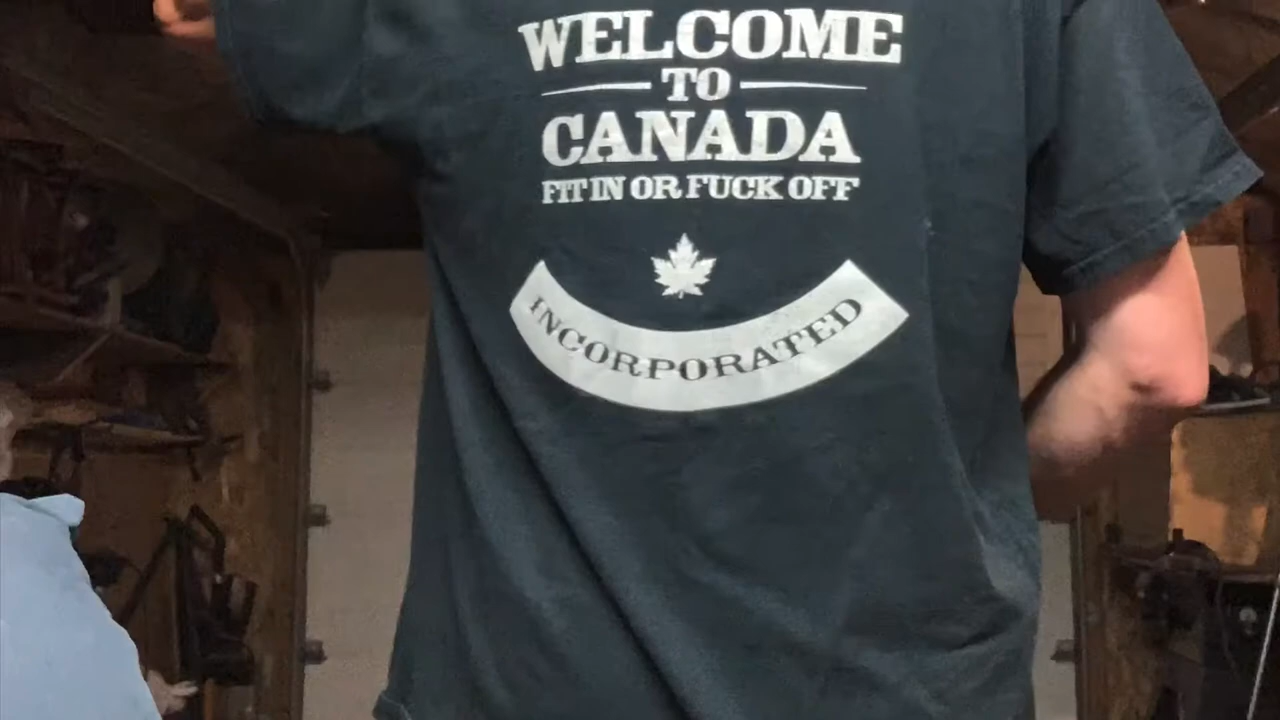 WELCOME
TO
CANADA
FIT IN OR FUCK OFF
INCORPORATED